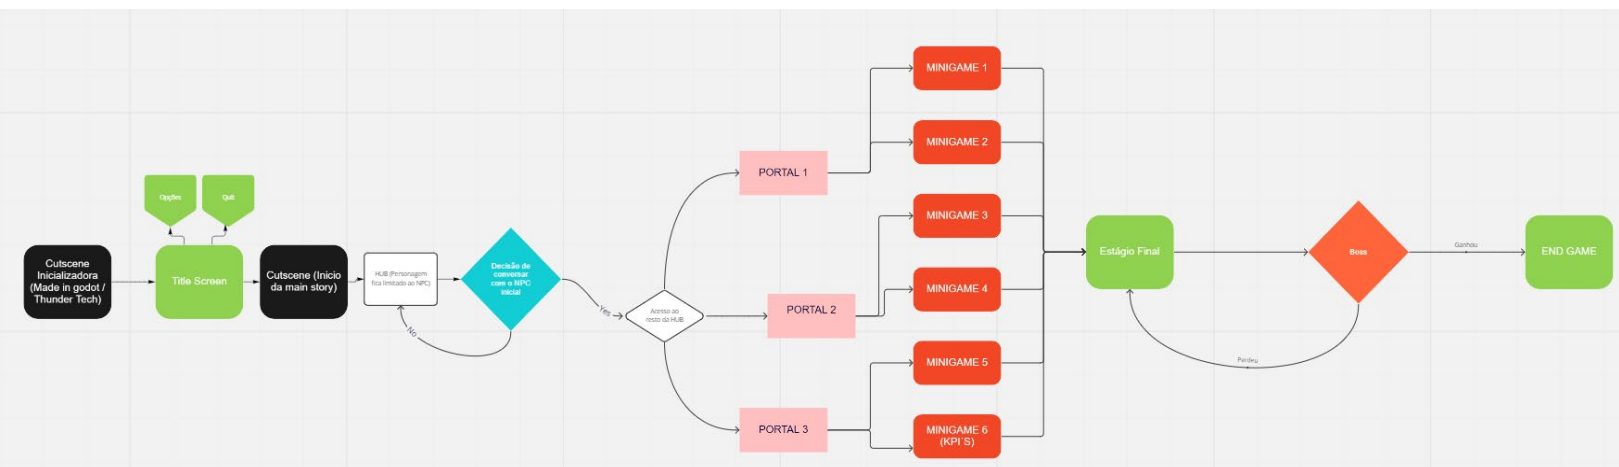 Cutscene
Inicializadora
(Made in godot /
Thunder Tech)
Opções
Quit
Title Screen
Cutscene (Início
da main story)
HUB (Personagem
fica limitado ao NPC)
Decisão de
conversar
com o NPC
inicial
No
Yes
Acesso ao
resto da HUB
PORTAL 1
PORTAL 2
PORTAL 3
MINIGAME 1
MINIGAME 2
MINIGAME 3
MINIGAME 4
MINIGAME 5
MINIGAME 6
(KPI´S)
Estágio Final
Boss
Ganhou
Perdeu
END GAME